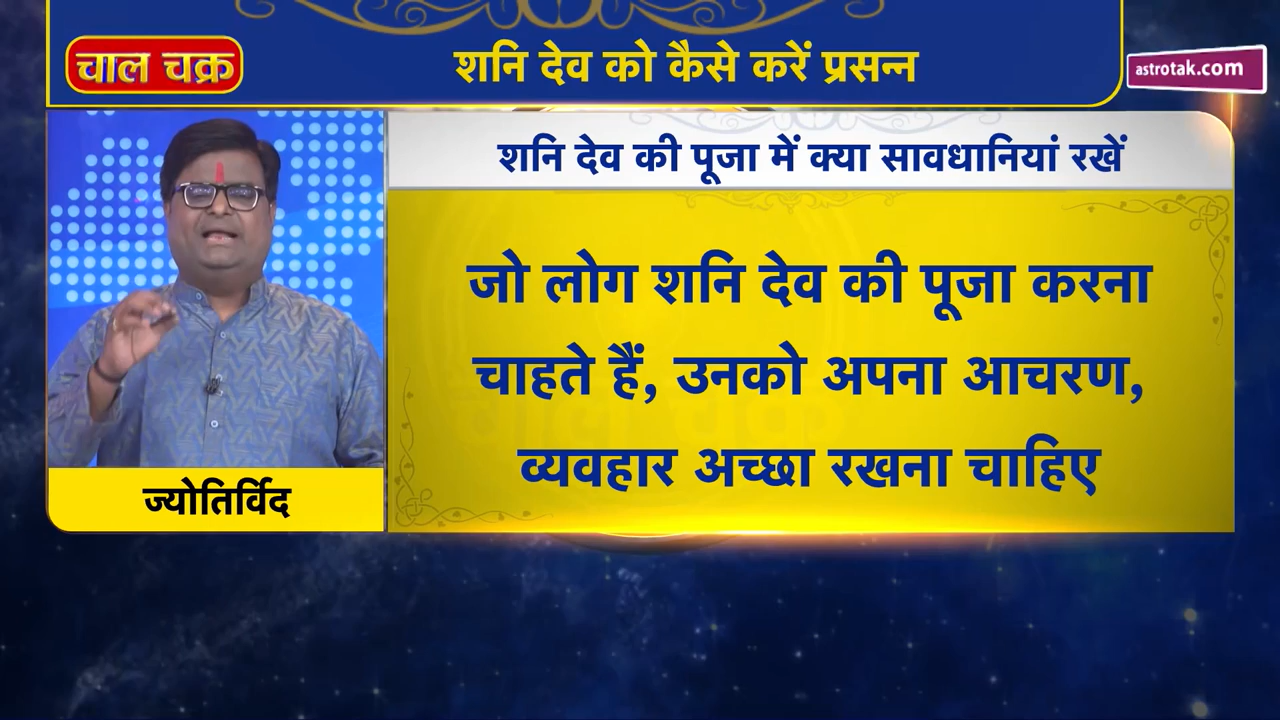 चाल चक्र
शनि देव को कैसे करें प्रसन्न
astrotak.com
शनि देव की पूजा में क्या सावधानियां रखें
जो लोग शनि देव की पूजा करना
चाहते हैं, उनको अपना आचरण,
व्यवहार अच्छा रखना चाहिए
ज्योतिर्विद